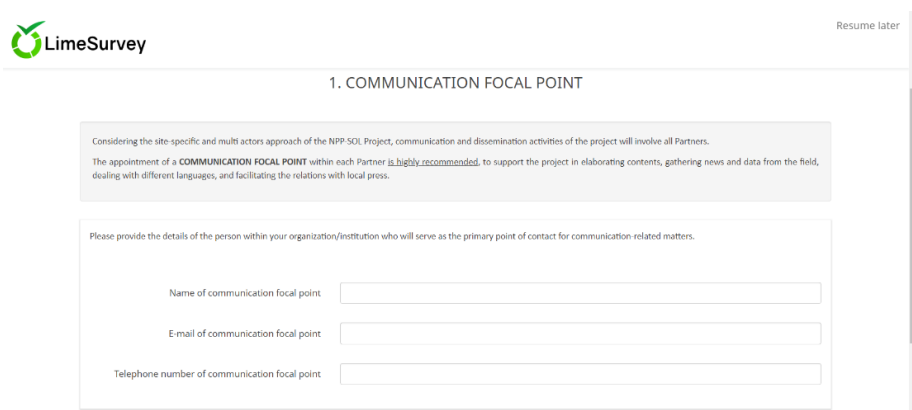 Resume later
LimeSurvey
1. COMMUNICATION FOCAL POINT
Considering the site-specific and multi actors approach of the NPP-SOL Project, communication and dissemination activities of the project will involve all Partners.
The appointment of a COMMUNICATION FOCAL POINT within each Partner is highly recommended, to support the project in elaborating contents, gathering news and data from the field,
dealing with different languages, and facilitating the relations with local press.
Please provide the details of the person within your organization/institution who will serve as the primary point of contact for communication-related matters.
Name of communication focal point
E-mail of communication focal point
Telephone number of communication focal point